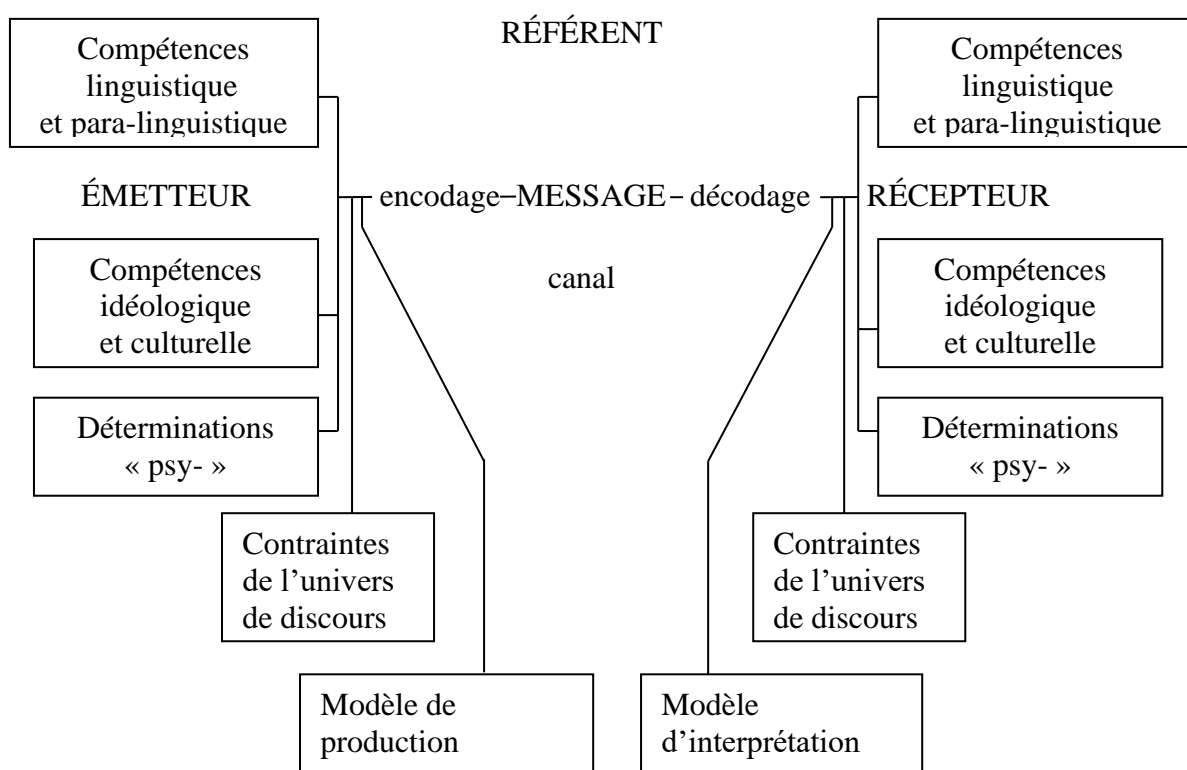 RÉFÉRENT
Compétences
linguistique
et para-linguistique
Compétences
linguistique
et para-linguistique
ÉMETTEUR
encodage
MESSAGE
décodage
RÉCEPTEUR
Compétences
idéologique
et culturelle
canal
Compétences
idéologique
et culturelle
Déterminations
« psy- »
Déterminations
« psy- »
Contraintes
de l’univers
de discours
Contraintes
de l’univers
de discours
Modèle de
production
Modèle
d’interprétation